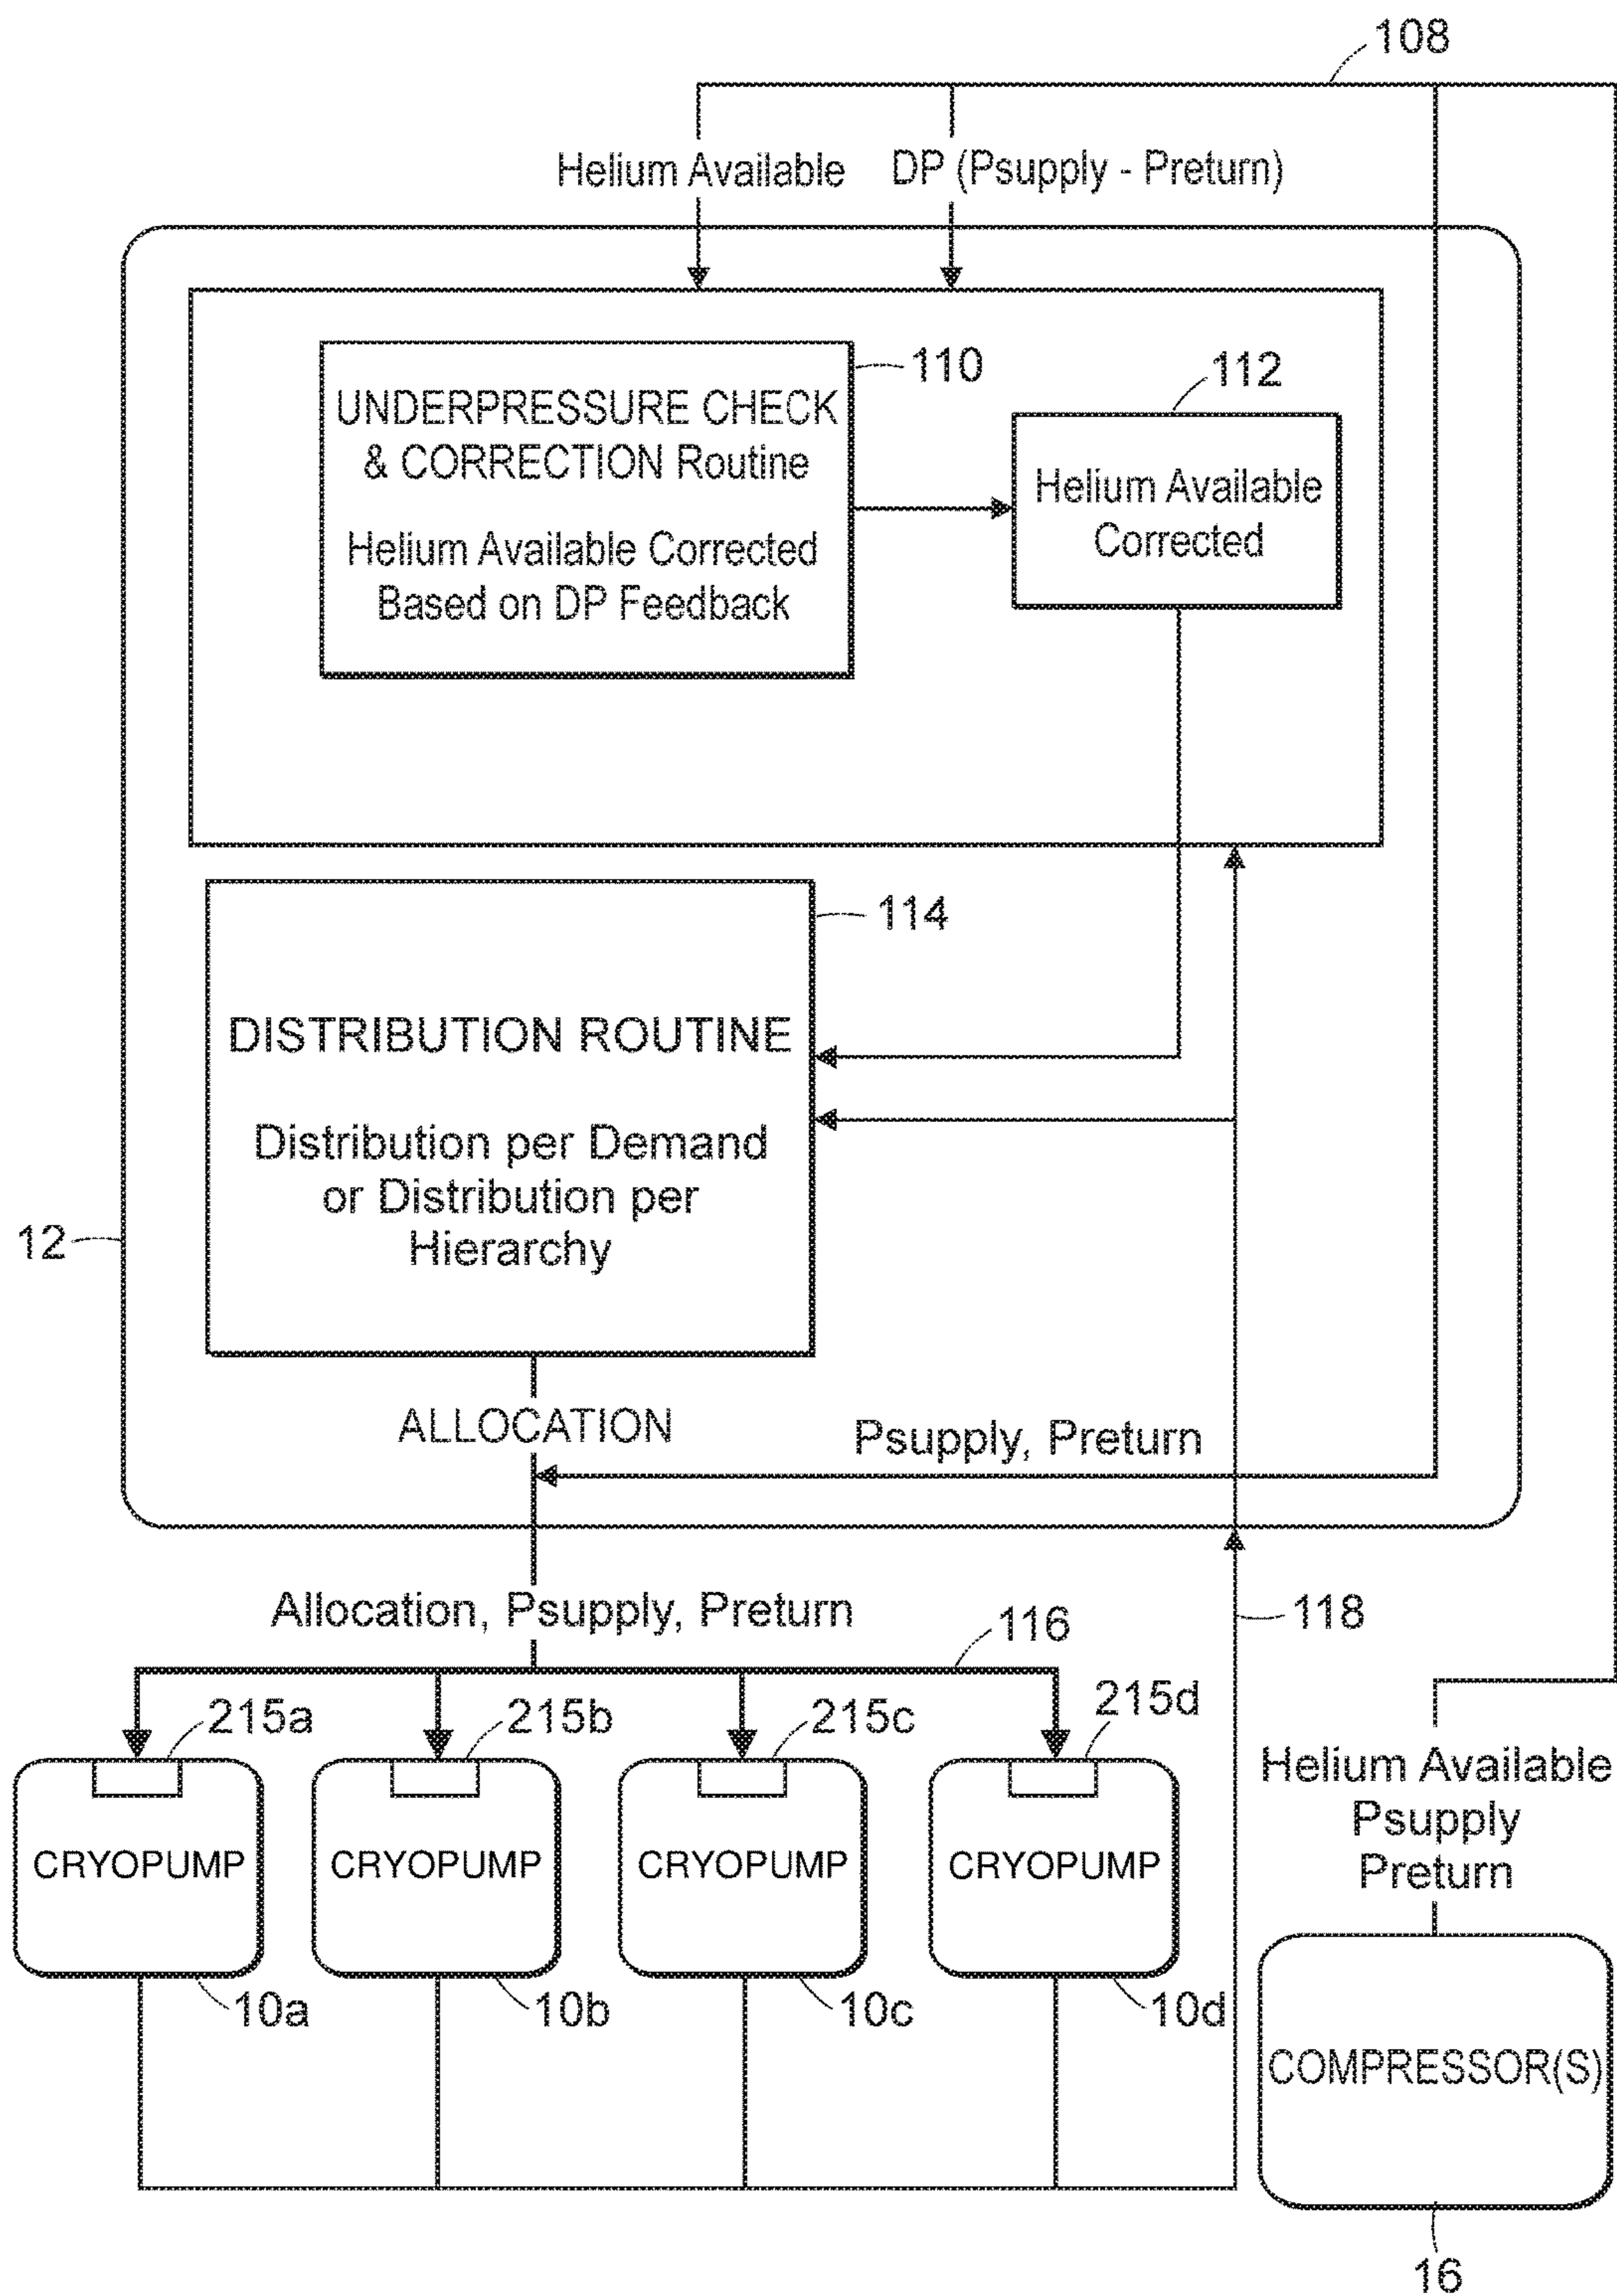 108
Helium Available
DP (Psupply - Preturn)
110
112
UNDERPRESSURE CHECK
& CORRECTION Routine
Helium Available Corrected
Based on DP Feedback
Helium Available
Corrected
114
DISTRIBUTION ROUTINE
Distribution per Demand
or Distribution per
Hierarchy
12
ALLOCATION
Psupply, Preturn
Allocation, Psupply, Preturn
116
118
215a
215b
215c
215d
Helium Available
Psupply
Preturn
CRYOPUMP
CRYOPUMP
CRYOPUMP
CRYOPUMP
10a
10b
10c
10d
COMPRESSOR(S)
16